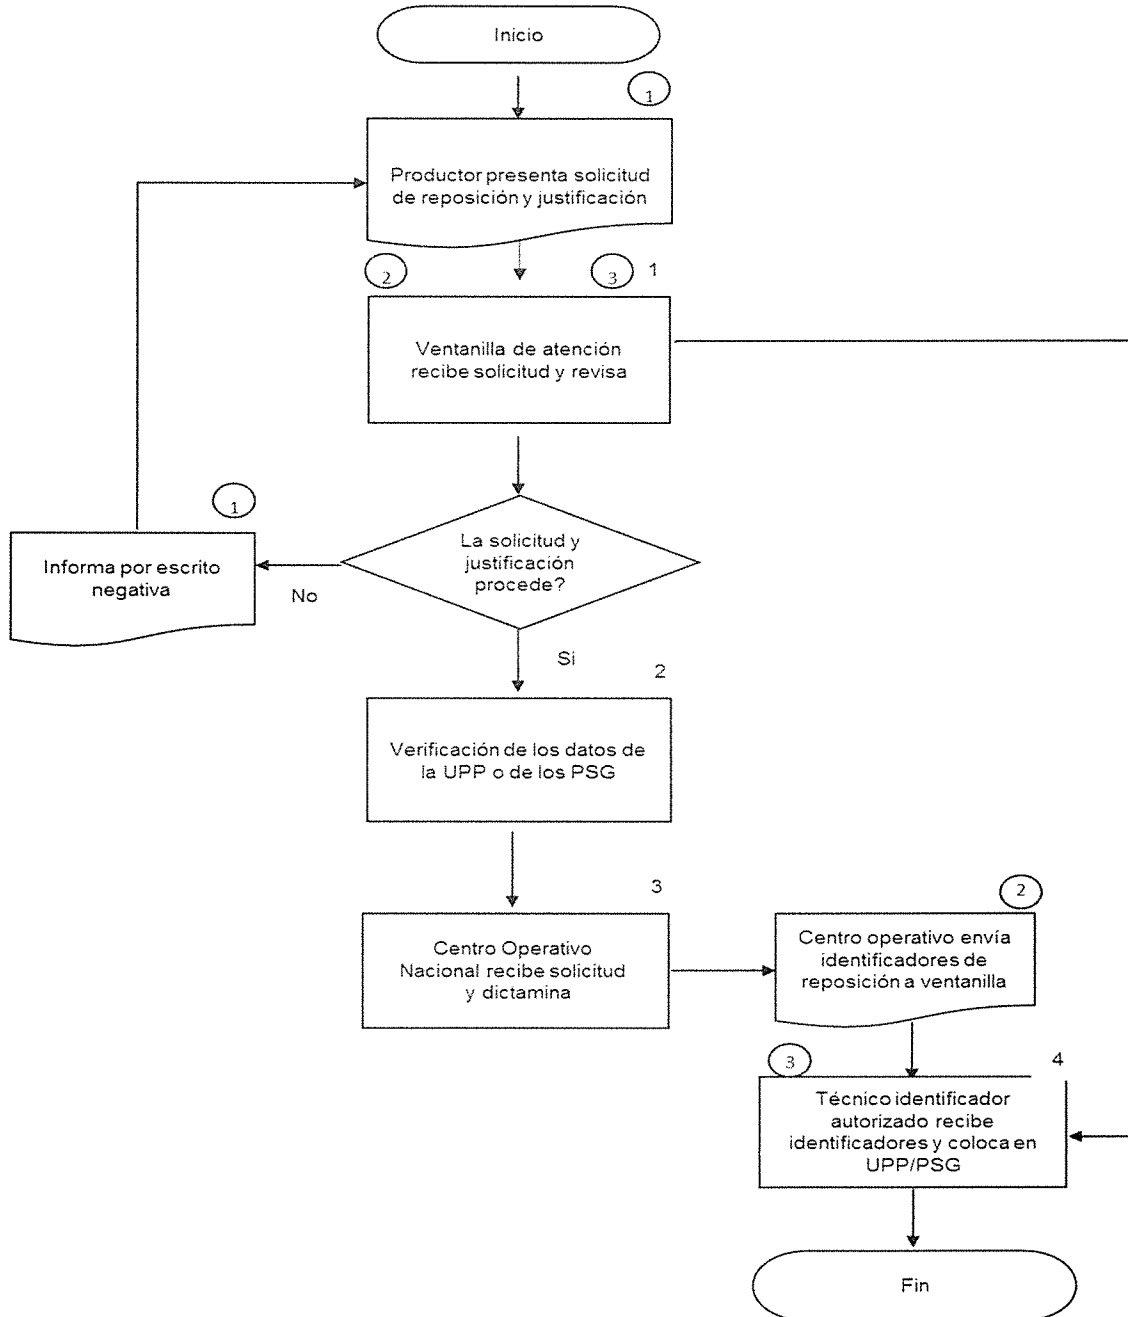 Inicio
1
Productor presenta solicitud
de reposición y justificación
2
3
1
Ventanilla de atención
recibe solicitud y revisa
1
La solicitud y
justificación
procede?
Informa por escrito
negativa
No
Si
2
Verificación de los datos de
la UPP o de los PSG
3
2
Centro Operativo
Nacional recibe solicitud
y dictamina
Centro operativo envía
identificadores de
reposición a ventanilla
3
4
Técnico identificador
autorizado recibe
identificadores y coloca en
UPP/PSG
Fin